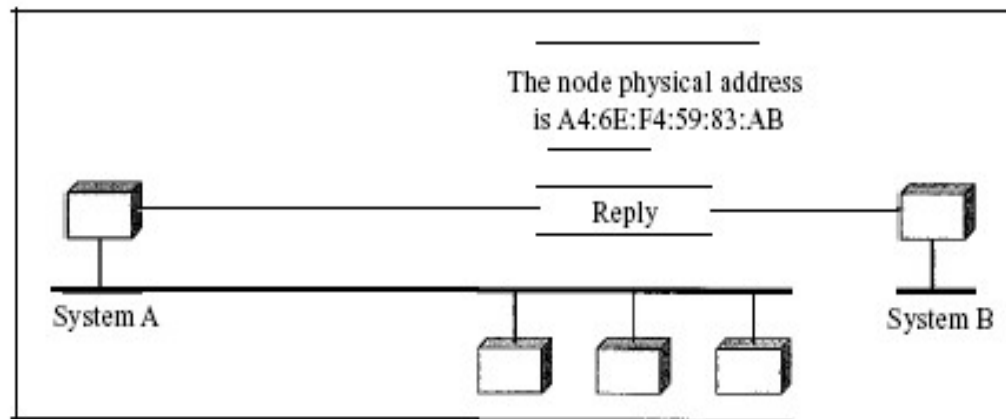 The node physical address
is A4:6E:F4:59:83:AB
Reply
System A
System B